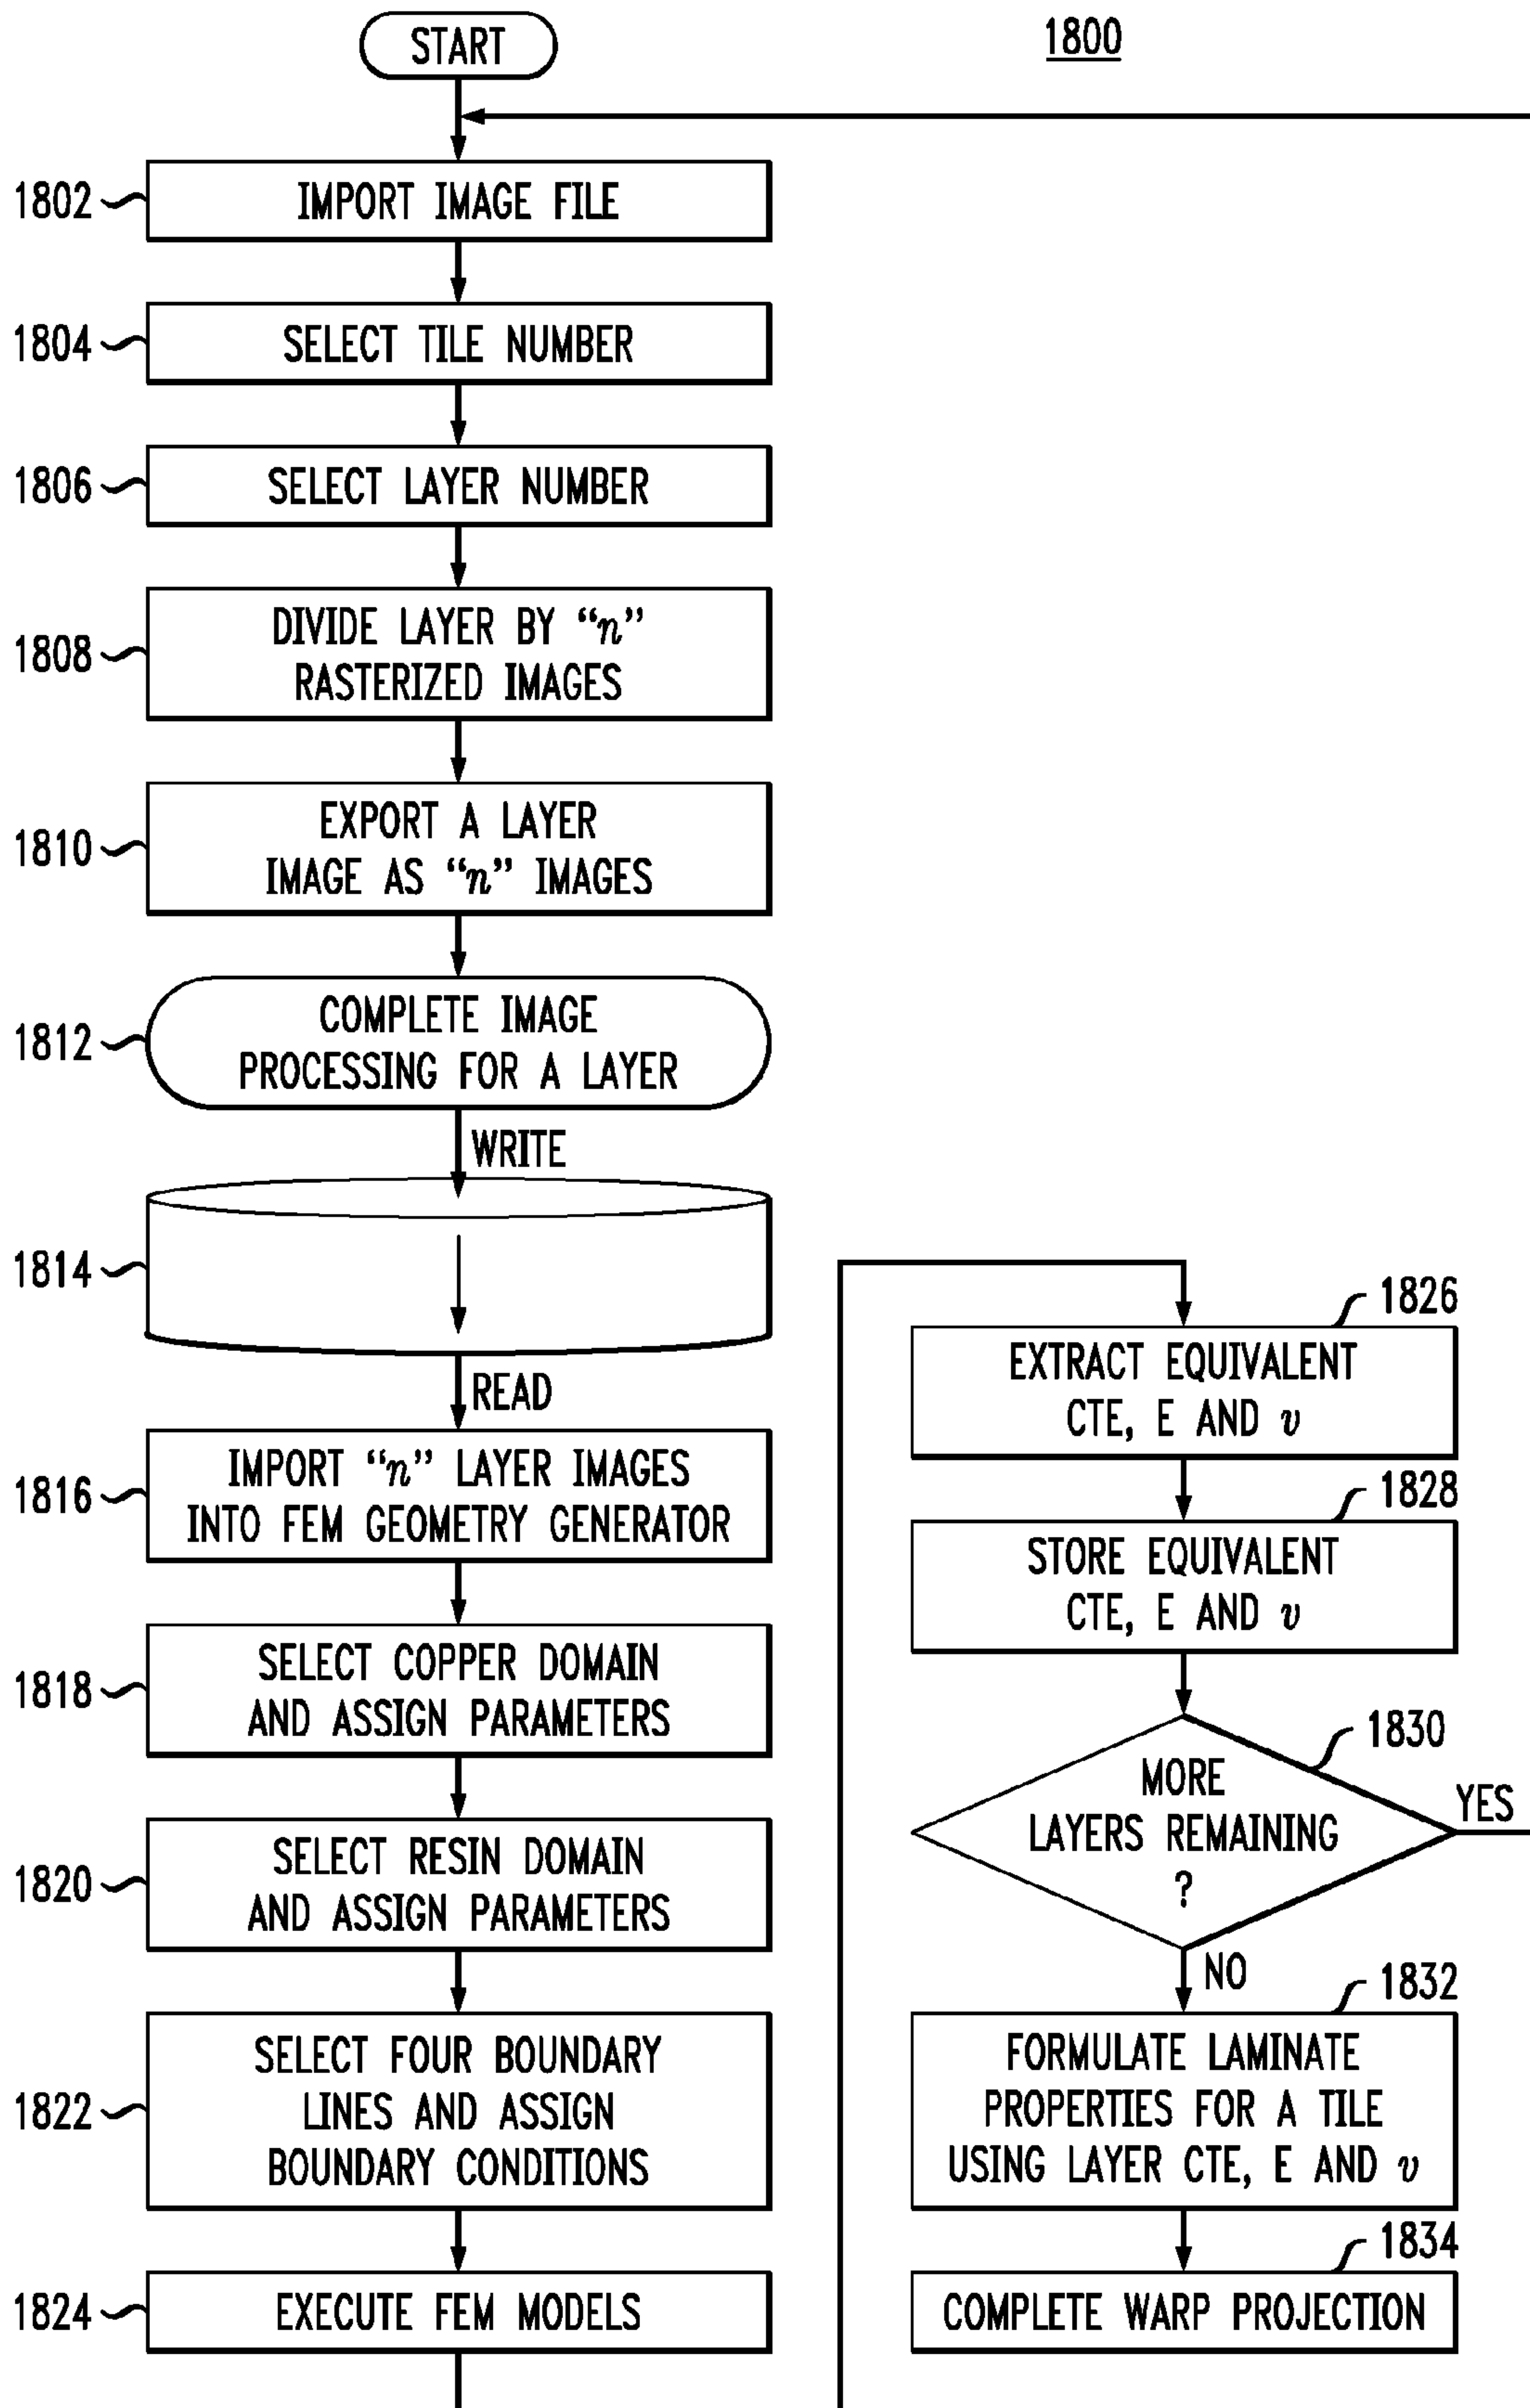 START
1800
1802
IMPORT IMAGE FILE
1804
SELECT TILE NUMBER
1806
SELECT LAYER NUMBER
1808
DIVIDE LAYER BY “n”
RASTERIZED IMAGES
1810
EXPORT A LAYER
IMAGE AS “n” IMAGES
1812
COMPLETE IMAGE
PROCESSING FOR A LAYER
WRITE
1814
READ
1816
IMPORT “n” LAYER IMAGES
INTO FEM GEOMETRY GENERATOR
1818
SELECT COPPER DOMAIN
AND ASSIGN PARAMETERS
1820
SELECT RESIN DOMAIN
AND ASSIGN PARAMETERS
1822
SELECT FOUR BOUNDARY
LINES AND ASSIGN
BOUNDARY CONDITIONS
1824
EXECUTE FEM MODELS
1826
EXTRACT EQUIVALENT
CTE, E AND v
1828
STORE EQUIVALENT
CTE, E AND v
1830
MORE
LAYERS REMAINING
?
YES
NO
1832
FORMULATE LAMINATE
PROPERTIES FOR A TILE
USING LAYER CTE, E AND v
1834
COMPLETE WARP PROJECTION